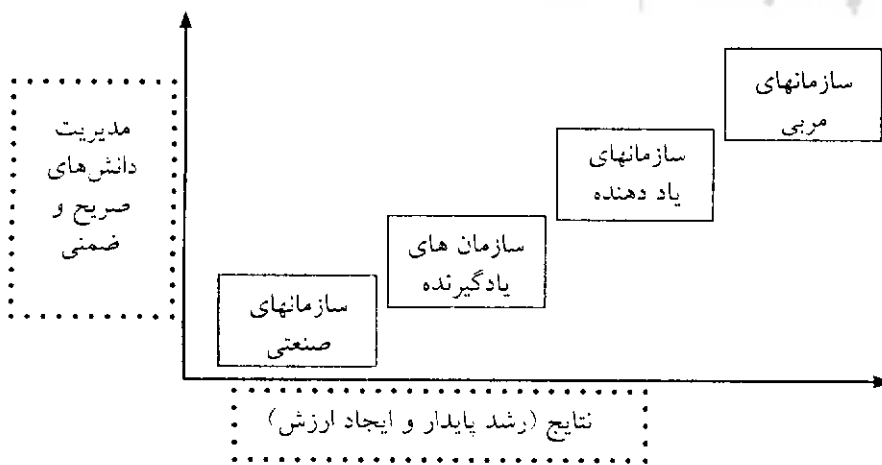 سازمانهای
مربی
سازمانهای
یاد دهنده
سازمان های
یادگیرنده
سازمانهای
صنعتی
مدیریت
دانش‌های
صریح و
ضمنی
نتایج (رشد پایدار و ایجاد ارزش)